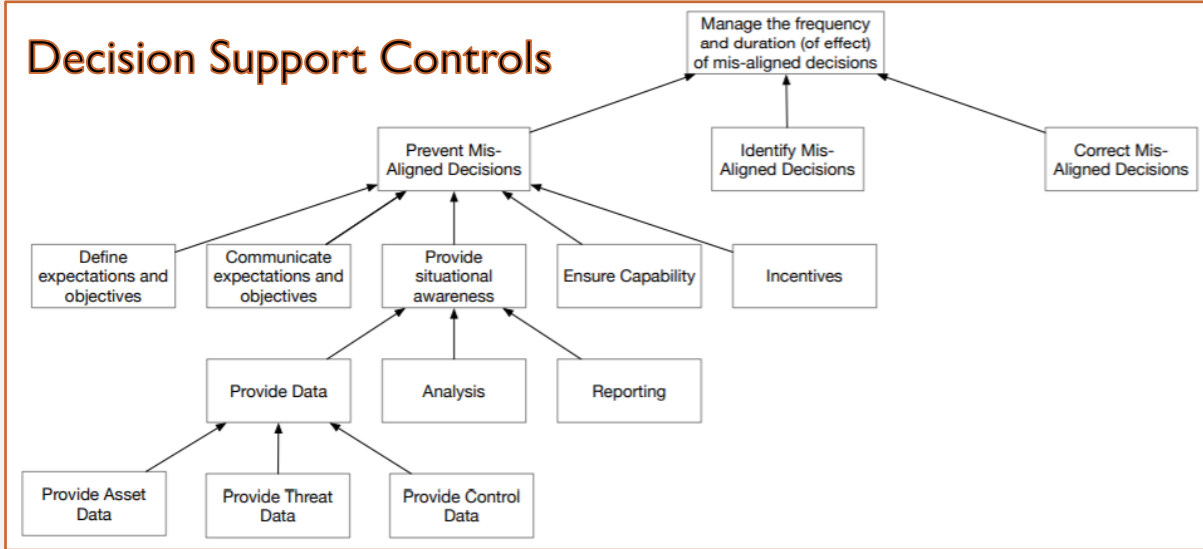 Decision Support Controls
Manage the frequency
and duration (of effect)
of mis-aligned decisions
Prevent Mis-
Aligned Decisions
Identify Mis-
Aligned Decisions
Correct Mis-
Aligned Decisions
Define
expectations and
objectives
Communicate
expectations and
objectives
Provide
situational
awareness
Ensure Capability
Incentives
Provide Data
Analysis
Reporting
Provide Asset
Data
Provide Threat
Data
Provide Control
Data